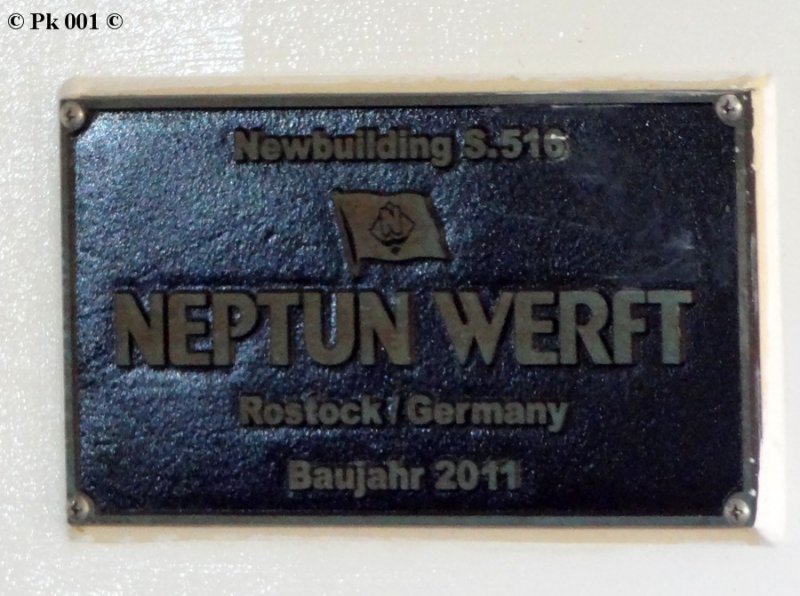 © Pk 001 ©
Newbuilding S.516
N
NEPTUN WERFT
Rostock/Germany
Baujahr 2011